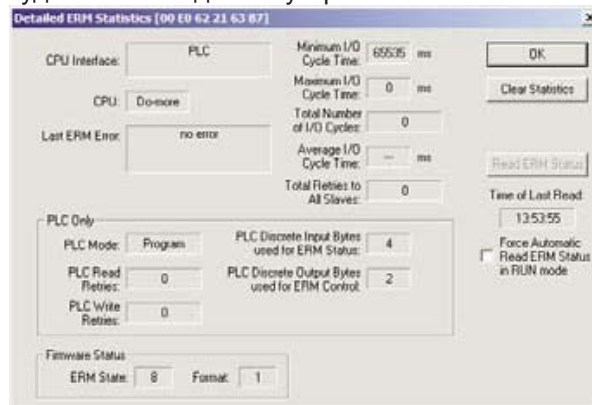 Detailed ERM Statistics [00 E0 62 21 63 87]
CPU Interface: PLC
CPU: Do-more
Last ERM Error: no error
Minimum I/O Cycle Time: 65535 ms
Maximum I/O Cycle Time: 0 ms
Total Number of I/O Cycles: 0
Average I/O Cycle Time: --- ms
Total Retries to All Slaves: 0
OK
Clear Statistics
Read ERM Status
Time of Last Read:
13:53:55
Force Automatic Read ERM Status in RUN mode
PLC Only
PLC Mode: Program
PLC Read Retries: 0
PLC Write Retries: 0
PLC Discrete Input Bytes used for ERM Status: 4
PLC Discrete Output Bytes used for ERM Control: 2
Firmware Status
ERM State: 8 Format: 1